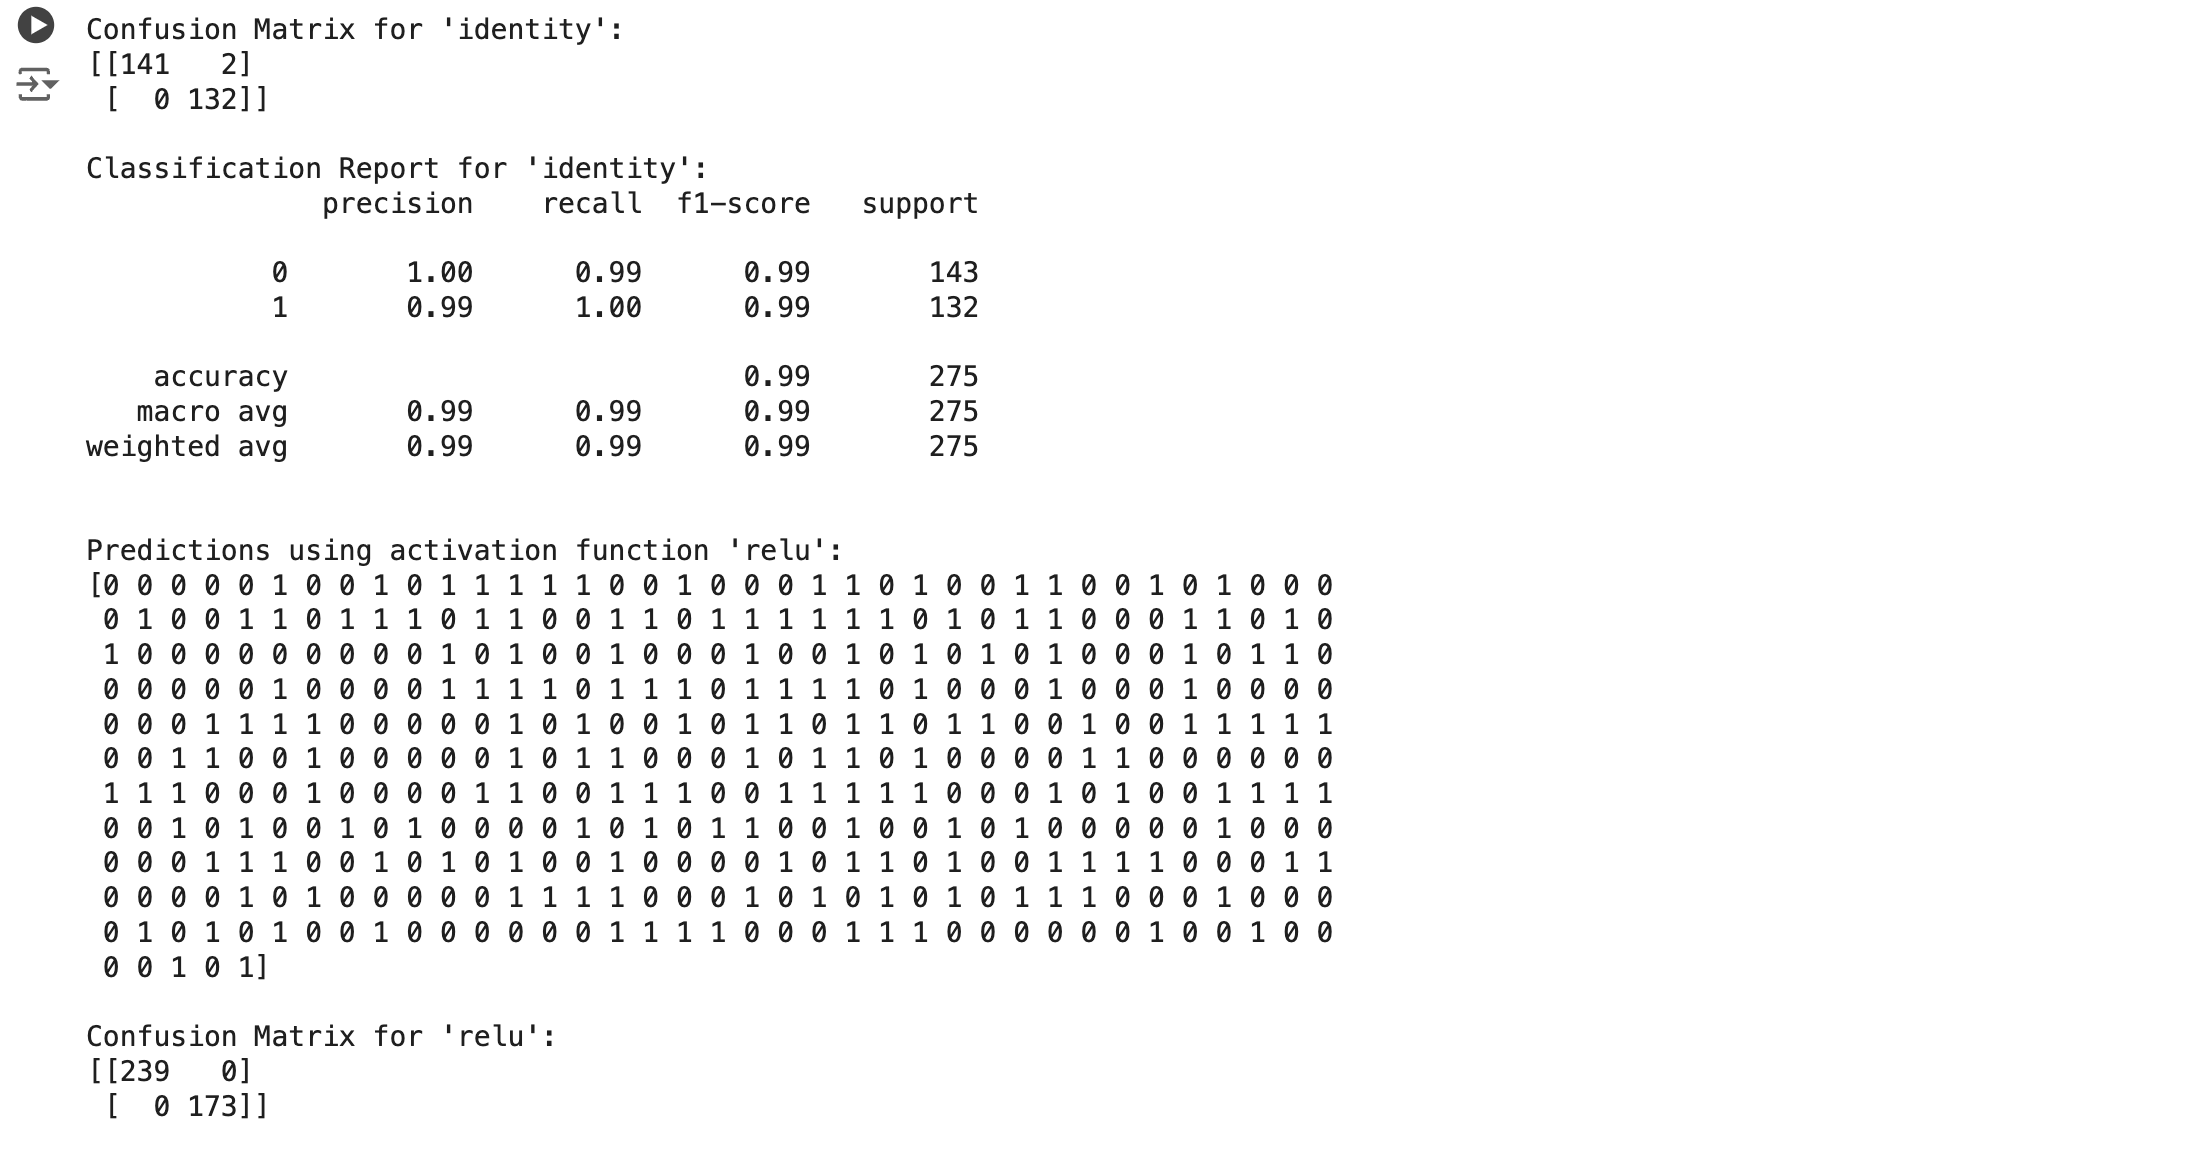 Confusion Matrix for 'identity':
[[141   2]
 [  0 132]]
Classification Report for 'identity':
              precision    recall  f1-score   support
           0       1.00      0.99      0.99       143
           1       0.99      1.00      0.99       132
    accuracy                           0.99       275
   macro avg       0.99      0.99      0.99       275
weighted avg       0.99      0.99      0.99       275
Predictions using activation function 'relu':
[0 0 0 0 0 1 0 0 1 0 1 1 1 1 1 0 0 1 0 0 0 1 1 0 1 0 0 1 1 0 0 1 0 1 0 0 0
 0 1 0 0 1 1 0 1 1 1 0 1 1 0 0 1 1 0 1 1 1 1 1 1 0 1 0 1 1 0 0 0 1 1 0 1 0
 1 0 0 0 0 0 0 0 0 0 1 0 1 0 0 1 0 0 0 1 0 0 1 0 1 0 1 0 1 0 0 0 1 0 1 1 0
 0 0 0 0 0 1 0 0 0 0 1 1 1 1 0 1 1 1 0 1 1 1 1 0 1 0 0 0 1 0 0 0 1 0 0 0 0
 0 0 0 1 1 1 1 0 0 0 0 0 1 0 1 0 0 1 0 1 1 0 1 1 0 1 1 0 0 1 0 0 1 1 1 1 1
 0 0 1 1 0 0 1 0 0 0 0 0 1 0 1 1 0 0 0 1 0 1 1 0 1 0 0 0 0 1 1 0 0 0 0 0 0
 1 1 1 0 0 0 1 0 0 0 0 1 1 0 0 1 1 1 0 0 1 1 1 1 1 0 0 0 1 0 1 0 0 1 1 1 1
 0 0 1 0 1 0 0 1 0 1 0 0 0 0 1 0 1 0 1 1 0 0 1 0 0 1 0 1 0 0 0 0 0 1 0 0 0
 0 0 0 1 1 1 0 0 1 0 1 0 1 0 0 1 0 0 0 0 1 0 1 1 0 1 0 0 1 1 1 1 0 0 0 1 1
 0 0 0 0 1 0 1 0 0 0 0 0 1 1 1 1 0 0 0 1 0 1 0 1 0 1 0 1 1 1 0 0 0 1 0 0 0
 0 1 0 1 0 1 0 0 1 0 0 0 0 0 0 1 1 1 1 0 0 0 1 1 1 0 0 0 0 0 0 1 0 0 1 0 0
 0 0 1 0 1]
Confusion Matrix for 'relu':
[[239   0]
 [  0 173]]